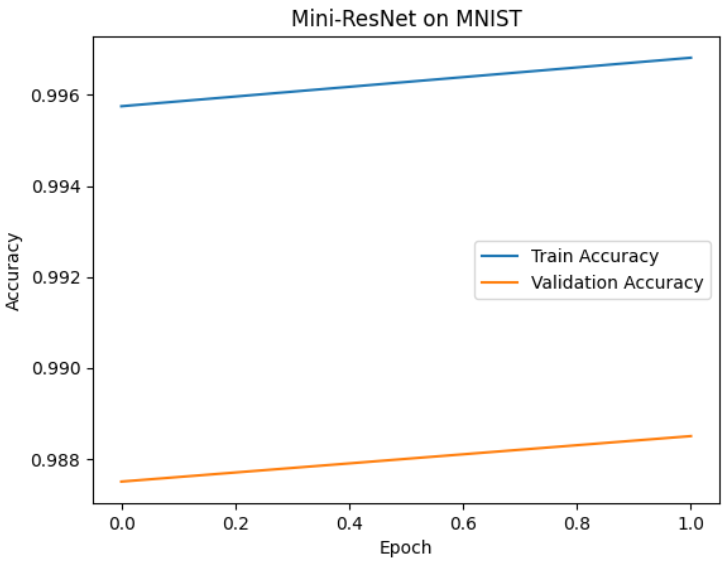 Mini-ResNet on MNIST
0.996
0.994
0.992
0.990
0.988
Accuracy
Train Accuracy
Validation Accuracy
0.0 0.2 0.4 0.6 0.8 1.0
Epoch